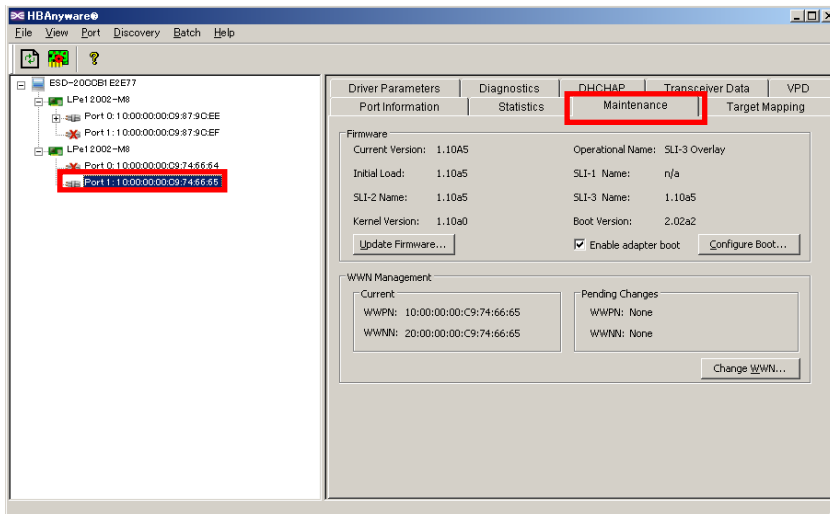 HBAnyware®
File View Port Discovery Batch Help
ESD-20CCB1E2E77
LPe12002-M8
Port 0: 10:00:00:00:C9:87:9C:EE
Port 1: 10:00:00:00:C9:87:9C:EF
LPe12002-M8
Port 0: 10:00:00:00:C9:74:66:64
Port 1: 10:00:00:00:C9:74:66:65
Driver Parameters Diagnostics DHCHAP Transceiver Data VPD
Port Information Statistics Maintenance Target Mapping
Firmware
Current Version: 1.10A5 Operational Name: SLI-3 Overlay
Initial Load: 1.10a5 SLI-1 Name: n/a
SLI-2 Name: 1.10A5 SLI-3 Name: 1.10a5
Kernel Version: 1.10a0 Boot Version: 2.02a2
Update Firmware... Enable adapter boot Configure Boot...
WWN Management
Current Pending Changes
WWPN: 10:00:00:00:C9:74:66:65 WWPN: None
WWNN: 20:00:00:00:C9:74:66:65 WWNN: None
Change WWN...